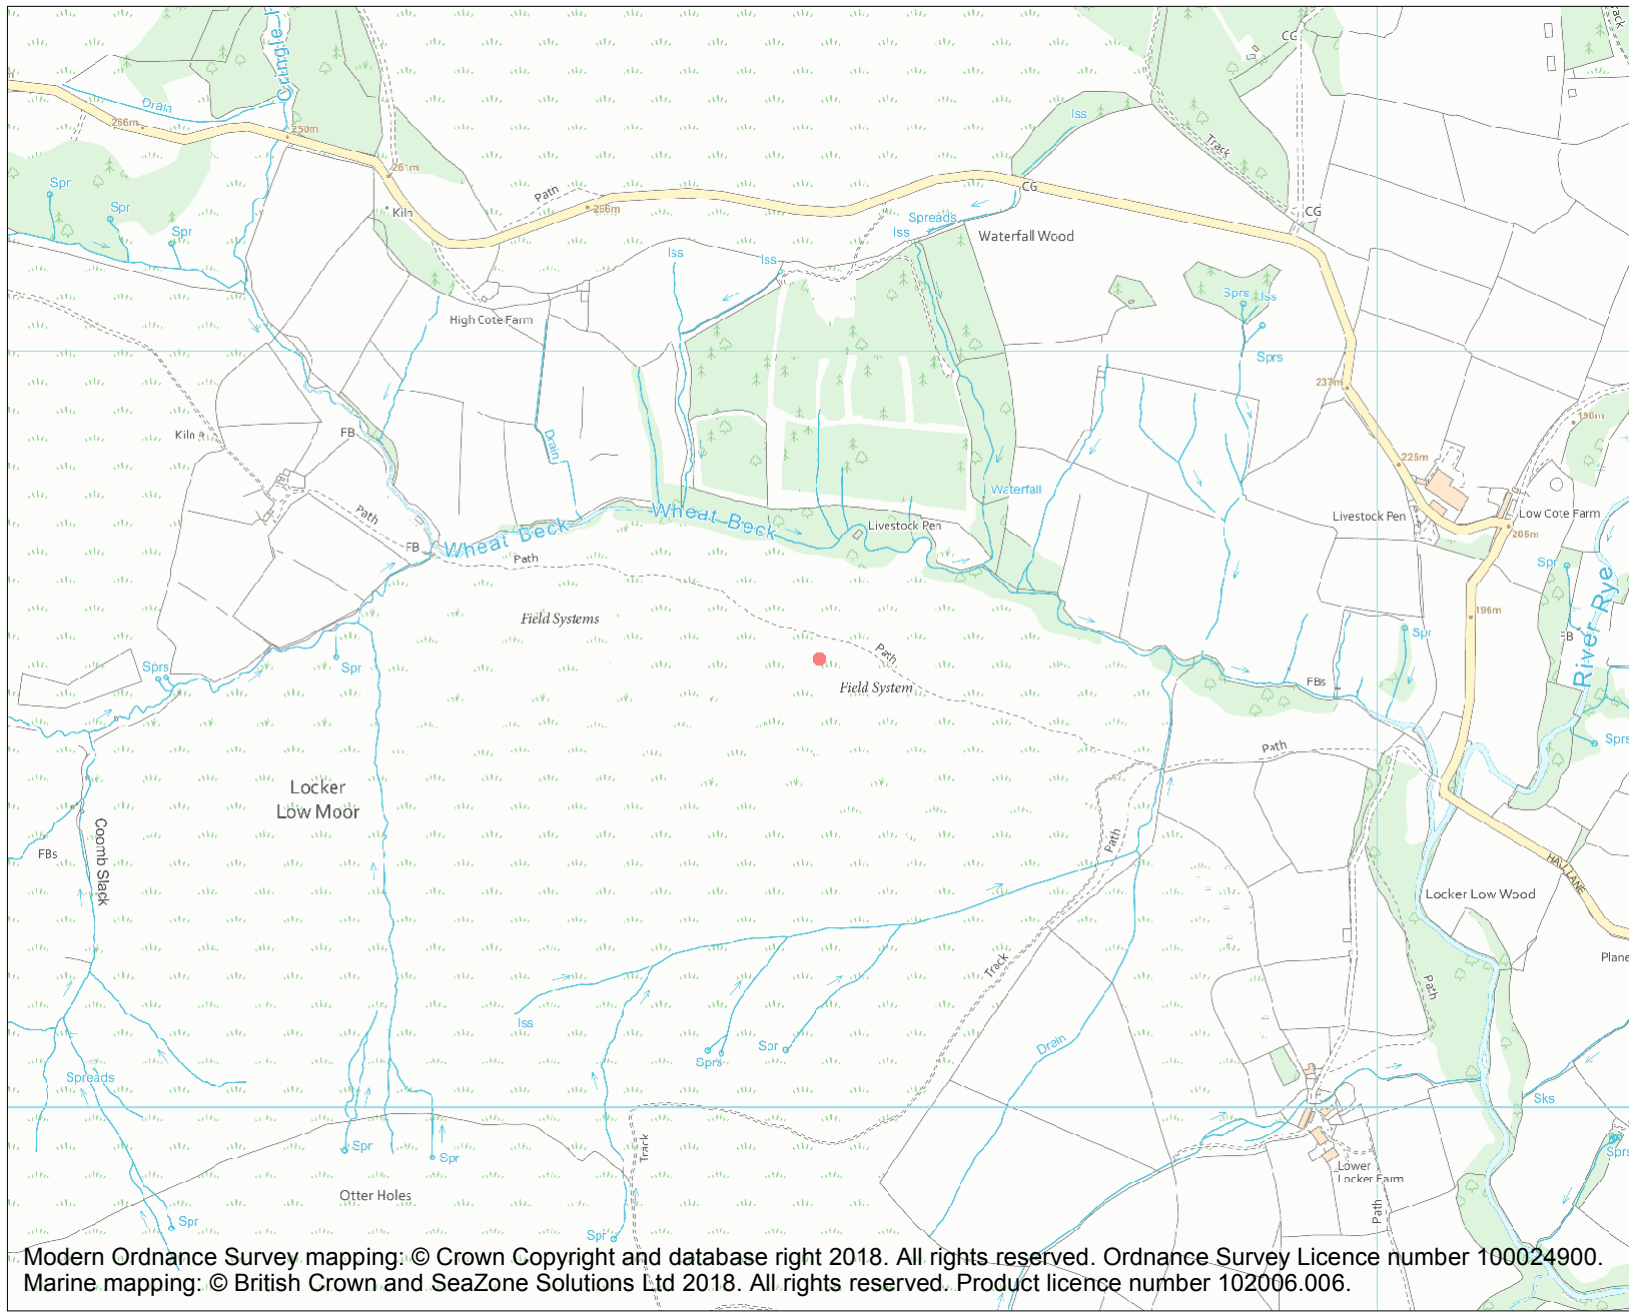 Cringle
Drain
266m
250m
261m
Spr
Spr
Spr
Kiln
Path
256m
Iss
CG
Track
CG
CG
Track
Spreads
Iss
Waterfall Wood
Iss
Iss
High Cote Farm
Sprs
Iss
Sprs
237m
190m
Kiln
FB
Drain
225m
Waterfall
Path
Wheat Beck
Wheat Beck
Livestock Pen
Livestock Pen
Low Cote Farm
205m
FB
Path
Spr
196m
Field Systems
Path
Spr
FB
River Rye
Sprs
Spr
Field System
FBs
Path
Sprs
Locker
Low Moor
Coomb Slack
FBs
Path
HALL LANE
Locker Low Wood
Track
Plane
Path
Iss
Sprs
Spr
Drain
Spreads
Sks
Track
Spr
Spr
Sprs
Lower
Locker Farm
Otter Holes
Path
Spr
Spr
Modern Ordnance Survey mapping: © Crown Copyright and database right 2018. All rights reserved. Ordnance Survey Licence number 100024900.
Marine mapping: © British Crown and SeaZone Solutions Ltd 2018. All rights reserved. Product licence number 102006.006.